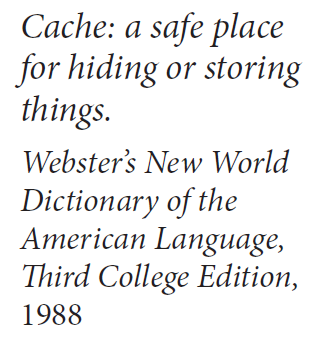 Cache: a safe place
for hiding or storing
things.
Webster’s New World
Dictionary of the
American Language,
Third College Edition,
1988